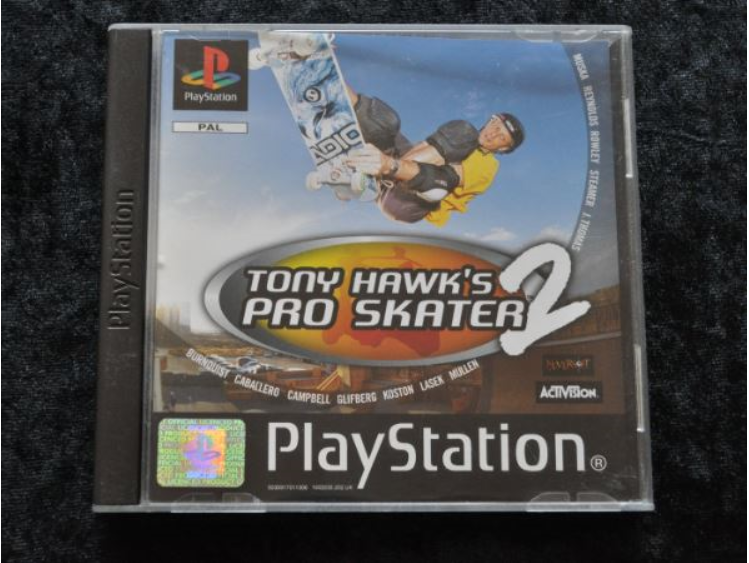 PlayStation
PlayStation
PAL
MUSKA REYNOLDS ROWLEY STEAMER J. THOMAS
ADIO
TONY HAWK'S
PRO SKATER 2
BURNQUIST CABALLERO CAMPBELL GLIFBERG KOSTON LASEK MULLEN
NEVERSOFT
ACTIVISION.
PlayStation®